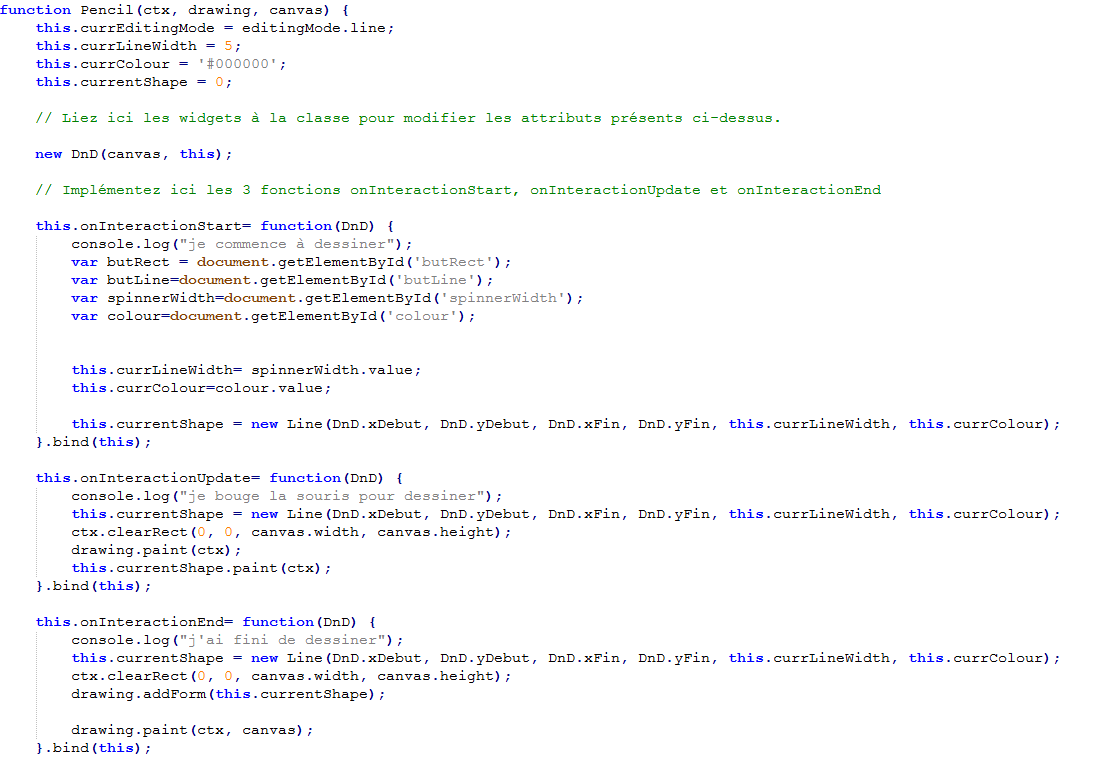 function Pencil(ctx, drawing, canvas) {
    this.currEditingMode = editingMode.line;
    this.currLineWidth = 5;
    this.currColour = '#000000';
    this.currentShape = 0;

    // Liez ici les widgets à la classe pour modifier les attributs présents ci-dessus.

    new DnD(canvas, this);

    // Implémentez ici les 3 fonctions onInteractionStart, onInteractionUpdate et onInteractionEnd

    this.onInteractionStart= function(DnD) {
        console.log("je commence à dessiner");
        var butRect = document.getElementById('butRect');
        var butLine=document.getElementById('butLine');
        var spinnerWidth=document.getElementById('spinnerWidth');
        var colour=document.getElementById('colour');


        this.currLineWidth= spinnerWidth.value;
        this.currColour=colour.value;

        this.currentShape = new Line(DnD.xDebut, DnD.yDebut, DnD.xFin, DnD.yFin, this.currLineWidth, this.currColour);
    }.bind(this);

    this.onInteractionUpdate= function(DnD) {
        console.log("je bouge la souris pour dessiner");
        this.currentShape = new Line(DnD.xDebut, DnD.yDebut, DnD.xFin, DnD.yFin, this.currLineWidth, this.currColour);
        ctx.clearRect(0, 0, canvas.width, canvas.height);
        drawing.paint(ctx);
        this.currentShape.paint(ctx);
    }.bind(this);

    this.onInteractionEnd= function(DnD) {
        console.log("j'ai fini de dessiner");
        this.currentShape = new Line(DnD.xDebut, DnD.yDebut, DnD.xFin, DnD.yFin, this.currLineWidth, this.currColour);
        ctx.clearRect(0, 0, canvas.width, canvas.height);
        drawing.addForm(this.currentShape);

        drawing.paint(ctx, canvas);
    }.bind(this);